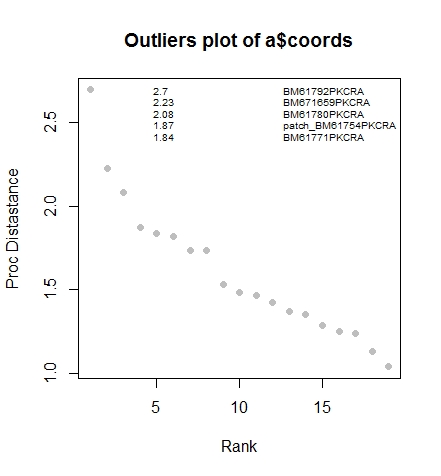 Outliers plot of a$coords
2.7 BM61792PKCRA
2.23 BM671659PKCRA
2.08 BM61780PKCRA
1.87 patch_BM61754PKCRA
1.84 BM61771PKCRA
Proc Distastance
2.5
2.0
1.5
1.0
5 10 15
Rank